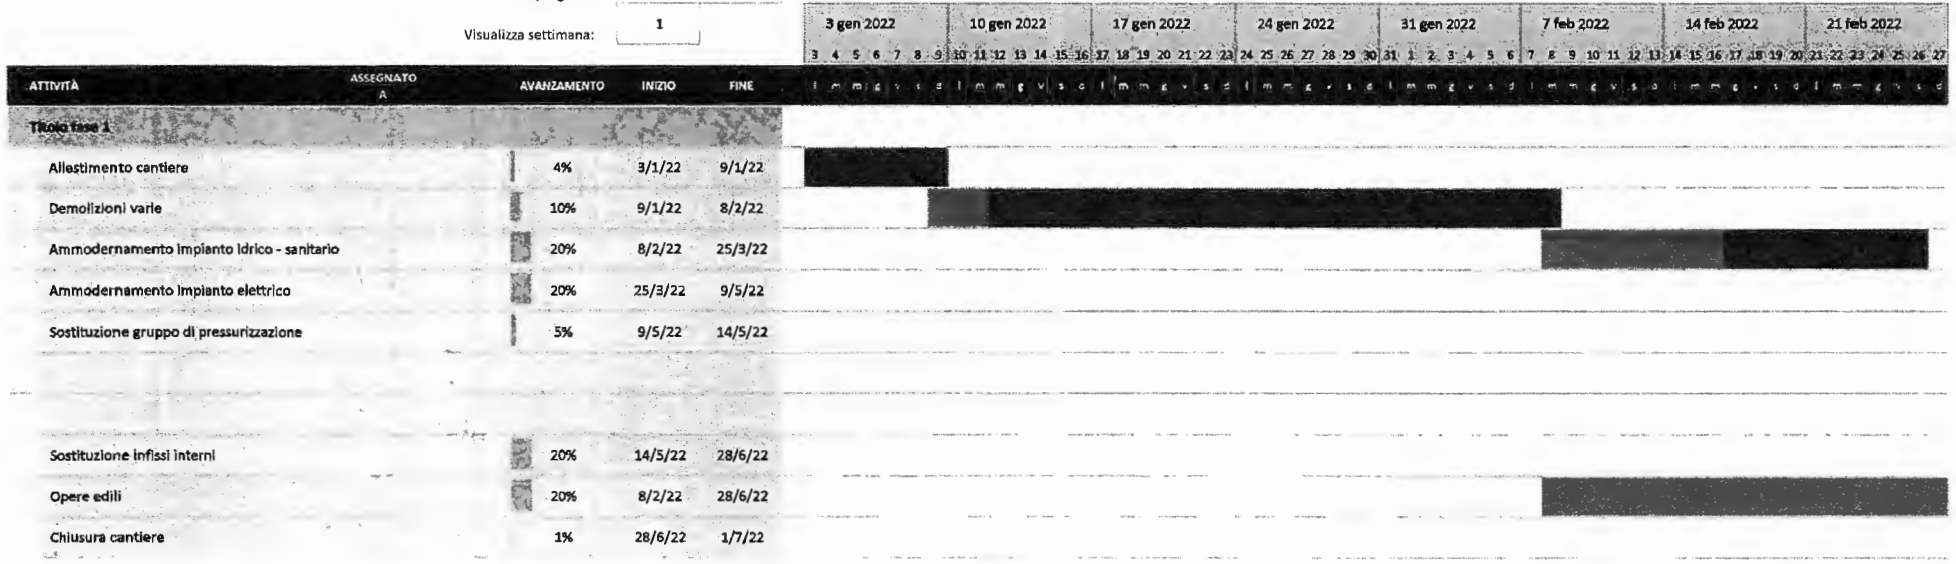 Visualizza settimana: 1
3 gen 2022 10 gen 2022 17 gen 2022 24 gen 2022 31 gen 2022 7 feb 2022 14 feb 2022 21 feb 2022
3 4 5 6 7 8 9 10 11 12 13 14 15 16 17 18 19 20 21 22 23 24 25 26 27 28 29 30 31 1 2 3 4 5 6 7 8 9 10 11 12 13 14 15 16 17 18 19 20 21 22 23 24 25 26 27
ATTIVITÀ ASSEGNATO A AVANZAMENTO INIZIO FINE l m m g v s d l m m g v s d l m m g v s d l m m g v s d l m m g v s d l m m g v s d l m m g v s d l m m g v s d
Titolo fase 1
Allestimento cantiere 4% 3/1/22 9/1/22
Demolizioni varie 10% 9/1/22 8/2/22
Ammodernamento impianto idrico - sanitario 20% 8/2/22 25/3/22
Ammodernamento impianto elettrico 20% 25/3/22 9/5/22
Sostituzione gruppo di pressurizzazione 5% 9/5/22 14/5/22
Sostituzione infissi interni 20% 14/5/22 28/6/22
Opere edili 20% 8/2/22 28/6/22
Chiusura cantiere 1% 28/6/22 1/7/22